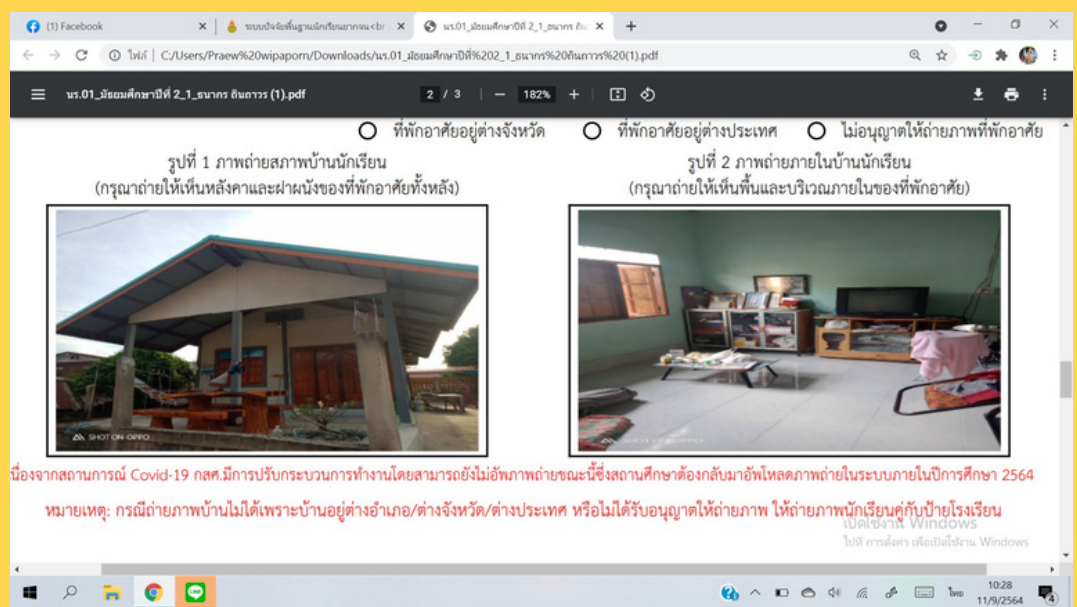 (1) Facebook
ระบบปัจจัยพื้นฐานนักเรียนยากจน<br
นร.01_มัธยมศึกษาปีที่ 2_1_ธนากร ถิน
ไฟล์ | C:/Users/Praew%20wipaporn/Downloads/นร.01_มัธยมศึกษาปีที่%202_1_ธนากร%20ถินถาวร%20(1).pdf
นร.01_มัธยมศึกษาปีที่ 2_1_ธนากร ถินถาวร (1).pdf
2 / 3
182%
ที่พักอาศัยอยู่ต่างจังหวัด
ที่พักอาศัยอยู่ต่างประเทศ
ไม่อนุญาตให้ถ่ายภาพที่พักอาศัย
รูปที่ 1 ภาพถ่ายสภาพบ้านนักเรียน
(กรุณาถ่ายให้เห็นหลังคาและฝาผนังของที่พักอาศัยทั้งหลัง)
รูปที่ 2 ภาพถ่ายภายในบ้านนักเรียน
(กรุณาถ่ายให้เห็นพื้นและบริเวณภายในของที่พักอาศัย)
SHOT ON OPPO
SHOT ON OPPO
นื่องจากสถานการณ์ Covid-19 กสศ.มีการปรับกระบวนการทำงานโดยสามารถยังไม่อัพภาพถ่ายขณะนี้ซึ่งสถานศึกษาต้องกลับมาอัพโหลดภาพถ่ายในระบบภายในปีการศึกษา 2564
หมายเหตุ: กรณีถ่ายภาพบ้านไม่ได้เพราะบ้านอยู่ต่างอำเภอ/ต่างจังหวัด/ต่างประเทศ หรือไม่ได้รับอนุญาตให้ถ่ายภาพ ให้ถ่ายภาพนักเรียนคู่กับป้ายโรงเรียน
เปิดใช้งาน Windows
ไปที่ การตั้งค่า เพื่อเปิดใช้งาน Windows
LINE
ไทย
10:28
11/9/2564
4